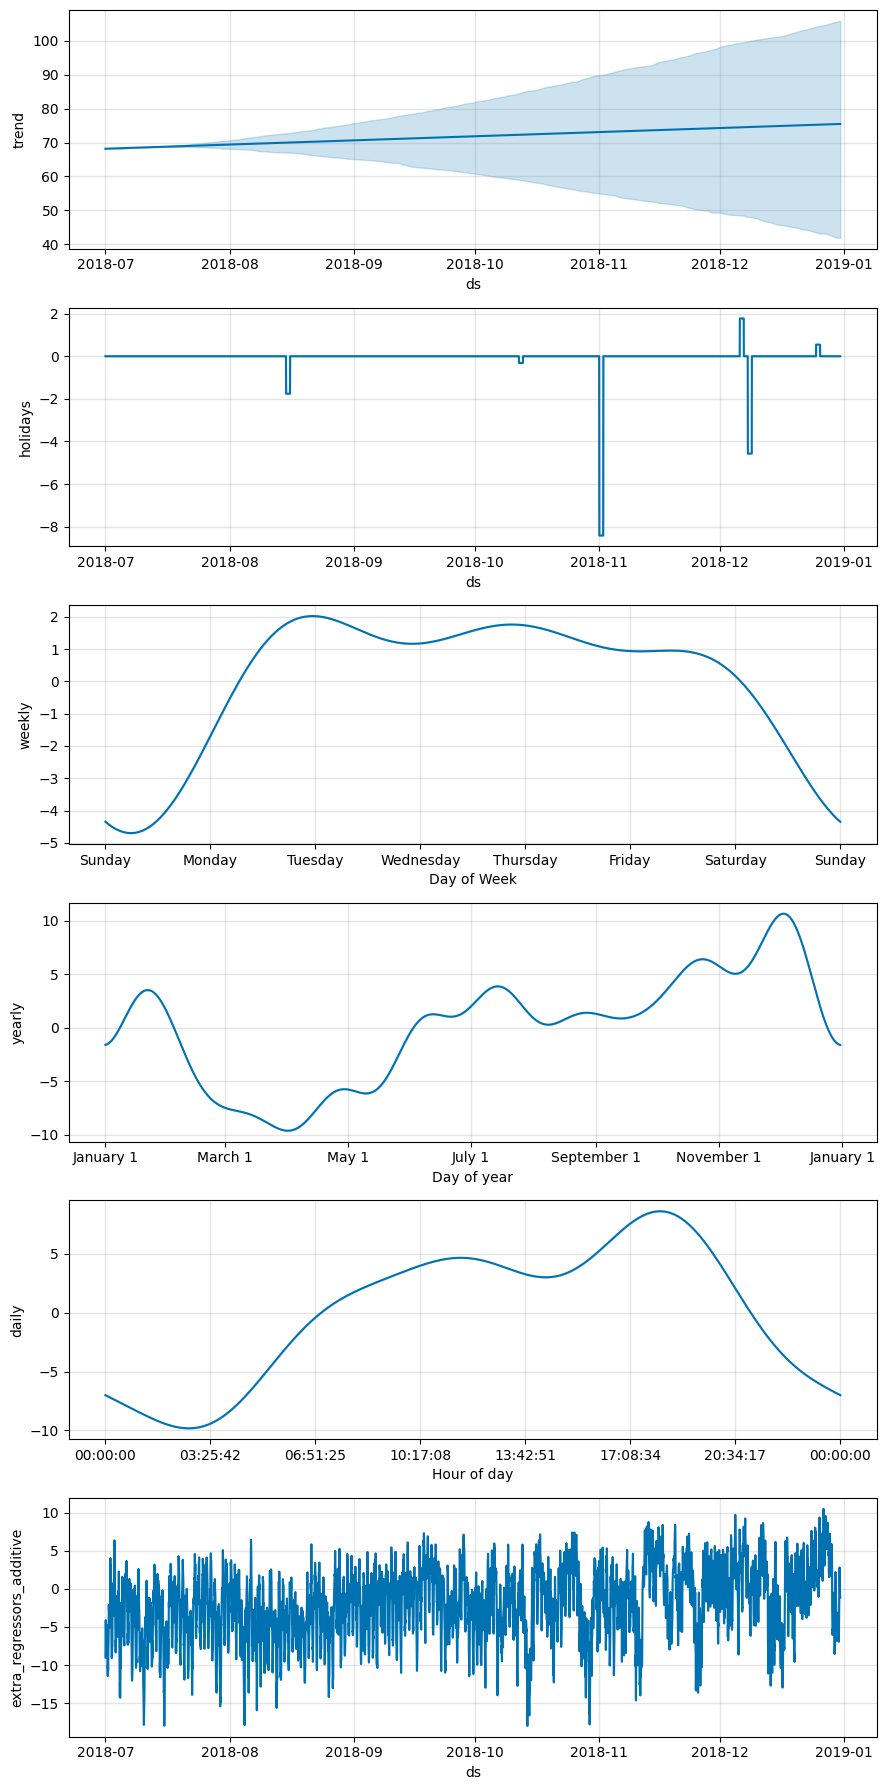 100
90
80
70
60
50
40
trend
2018-07 2018-08 2018-09 2018-10 2018-11 2018-12 2019-01
ds
2
0
−2
−4
−6
−8
holidays
2018-07 2018-08 2018-09 2018-10 2018-11 2018-12 2019-01
ds
2
1
0
−1
−2
−3
−4
−5
weekly
Sunday Monday Tuesday Wednesday Thursday Friday Saturday Sunday
Day of Week
10
5
0
−5
−10
yearly
January 1 March 1 May 1 July 1 September 1 November 1 January 1
Day of year
5
0
−5
−10
daily
00:00:00 03:25:42 06:51:25 10:17:08 13:42:51 17:08:34 20:34:17 00:00:00
Hour of day
10
5
0
−5
−10
−15
extra_regressors_additive
2018-07 2018-08 2018-09 2018-10 2018-11 2018-12 2019-01
ds